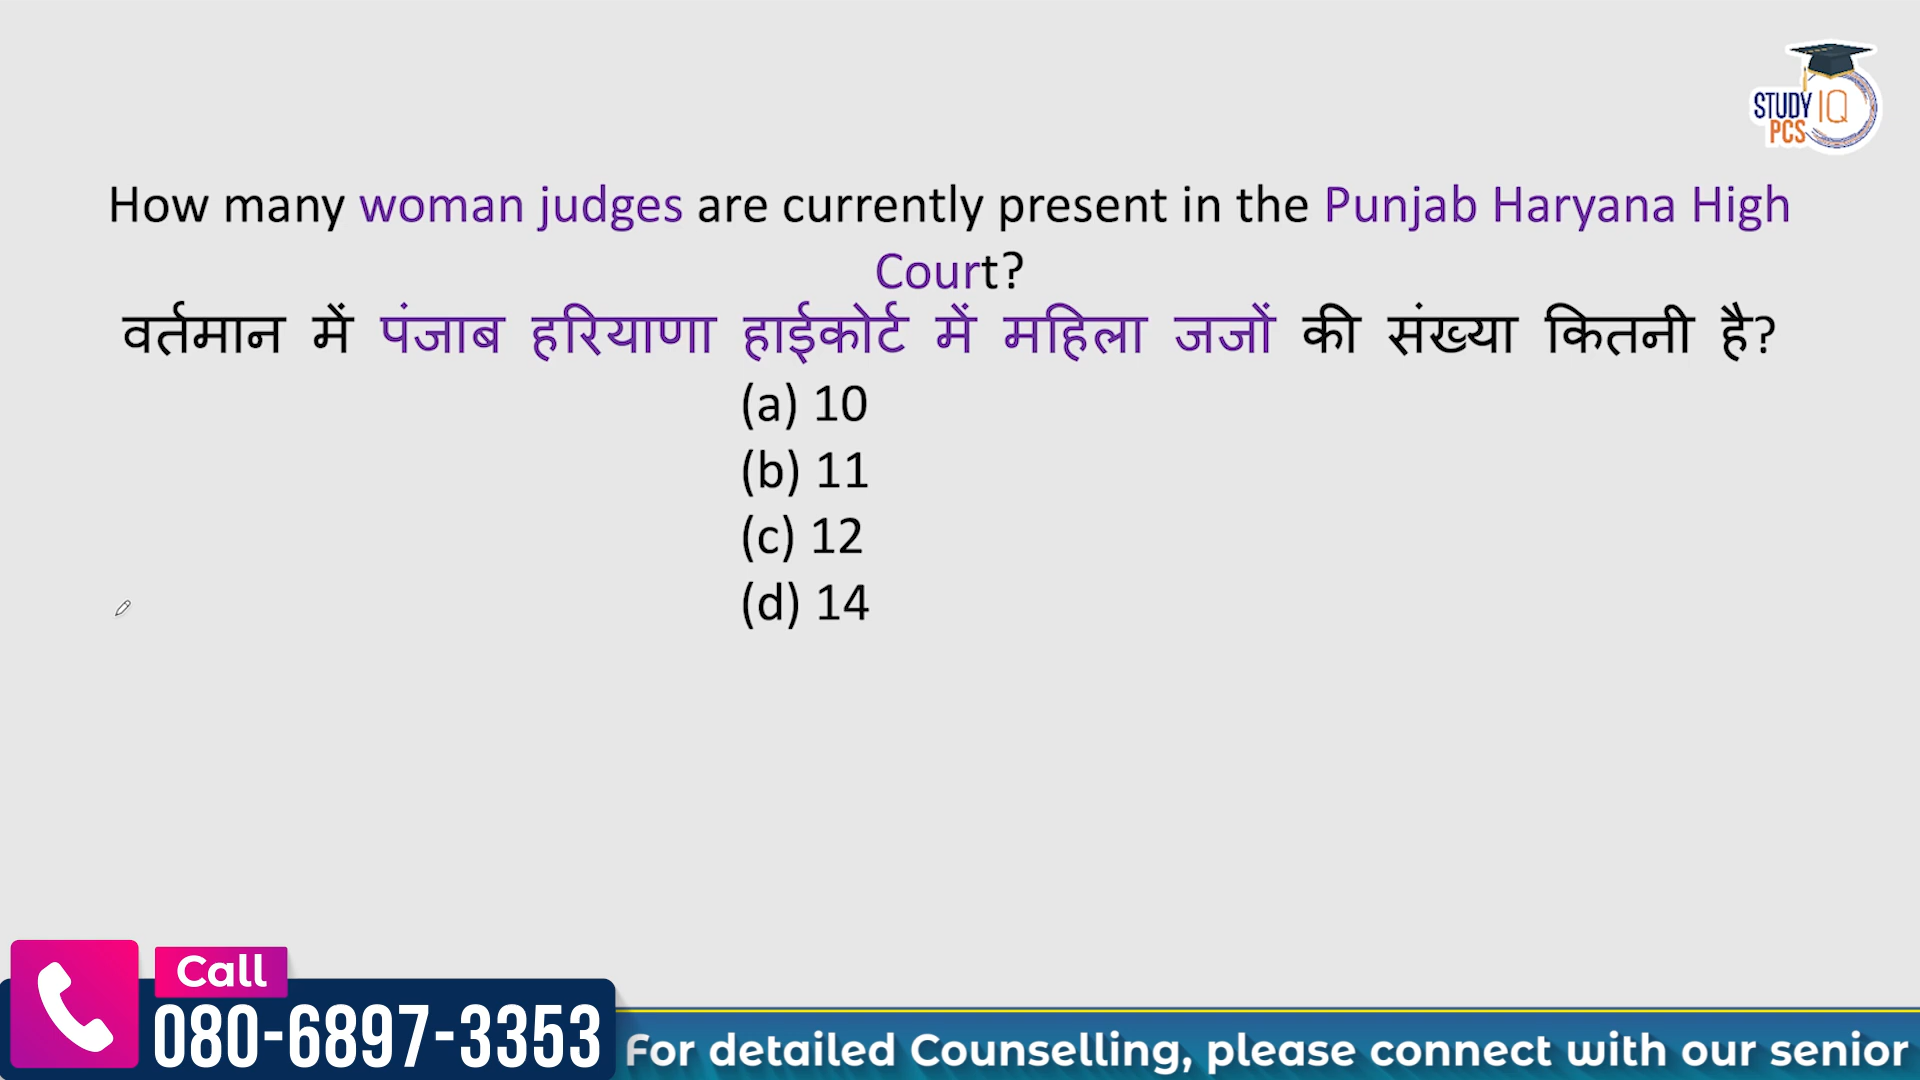 STUDY IQ
PCS
How many woman judges are currently present in the Punjab Haryana High
Court?
वर्तमान में पंजाब हरियाणा हाईकोर्ट में महिला जजों की संख्या कितनी है?
(a) 10
(b) 11
(c) 12
(d) 14
Call
080-6897-3353
For detailed Counselling, please connect with our senior